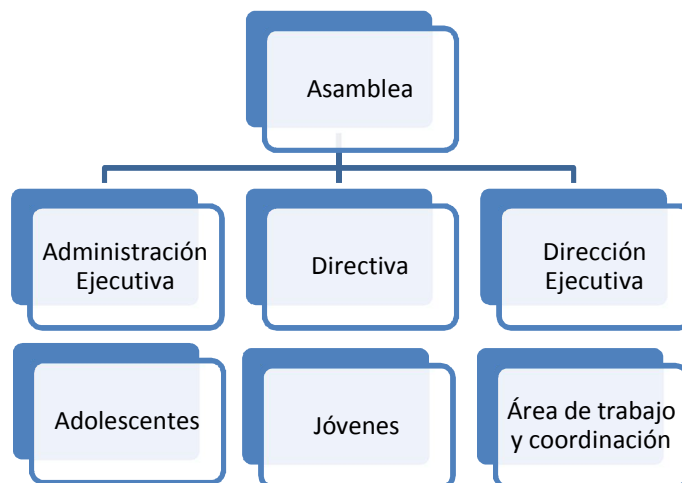 Asamblea
Administración
Ejecutiva
Directiva
Dirección
Ejecutiva
Adolescentes
Jóvenes
Área de trabajo
y coordinación